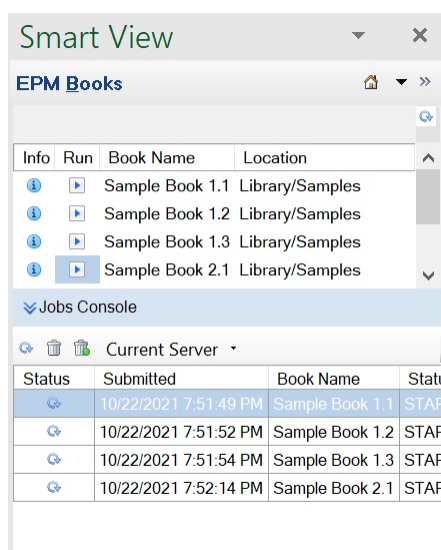 Smart View
EPM Books
Info Run Book Name Location
Sample Book 1.1 Library/Samples
Sample Book 1.2 Library/Samples
Sample Book 1.3 Library/Samples
Sample Book 2.1 Library/Samples
Jobs Console
Current Server
Status Submitted Book Name
10/22/2021 7:51:49 PM Sample Book 1.1
10/22/2021 7:51:52 PM Sample Book 1.2
10/22/2021 7:51:54 PM Sample Book 1.3
10/22/2021 7:52:14 PM Sample Book 2.1